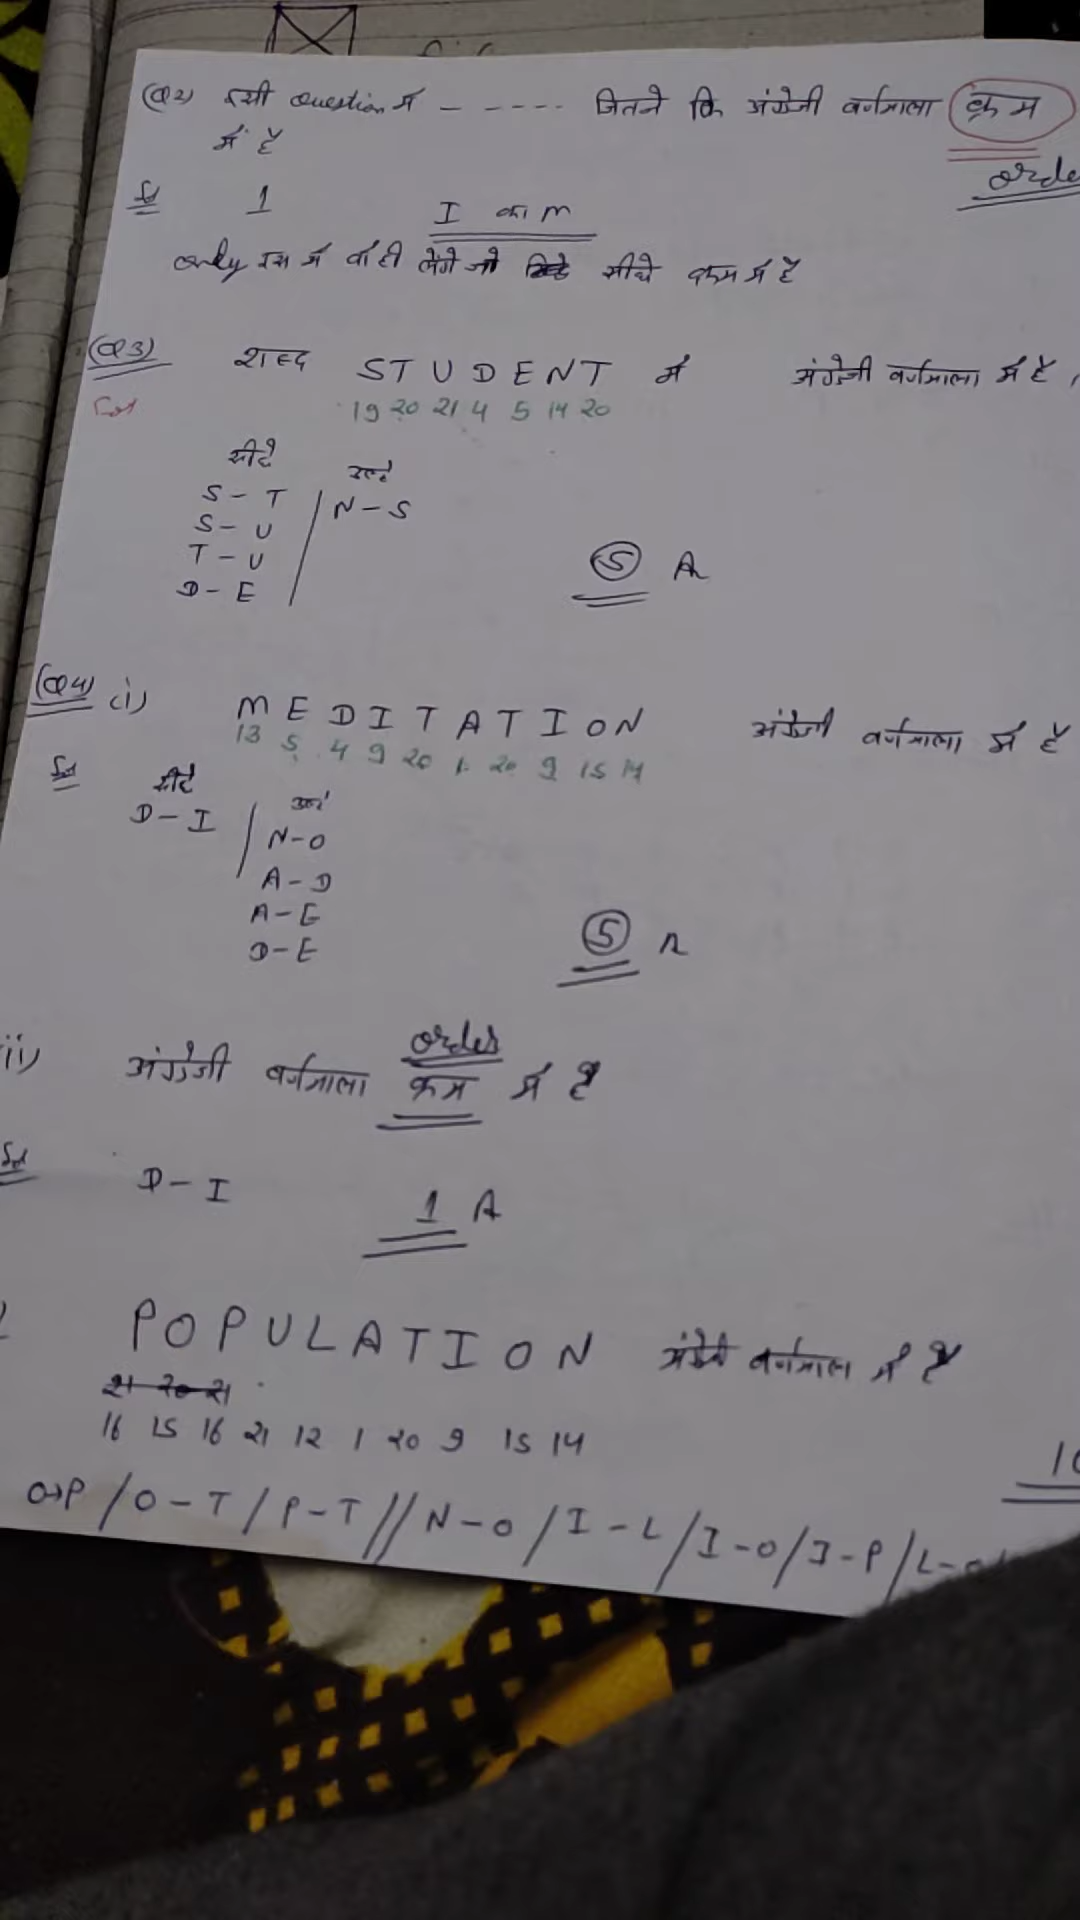 (Q2) इसी Question में - - - - - - जितने कि अंग्रेजी वर्णमाला क्रम
में है
Sol 1
I का m
only इस में वो ही लेंगे जो सीधे क्रम में है
(Q3) शब्द STUDENT में अंग्रेजी वर्णमाला में हैं
Sol 19 20 21 4 5 14 20
सीधे उल्टे
S - T N - S
S - U
T - U
D - E
5 A
(Q4) (i) MEDITATION अंग्रेजी वर्णमाला में हैं
13 5 4 9 20 1 20 9 15 14
Sol सीधे उल्टे
D - I N - O
A - D
A - E
D - E
5
ii) अंग्रेजी वर्णमाला order क्रम में है
Sol D - I
1 A
POPULATION अंग्रेजी वर्णमाला में है
16 15 16 21 12 1 20 9 15 14
O→P / O - T / P - T // N - O / I - L / I - O / I - P / L -